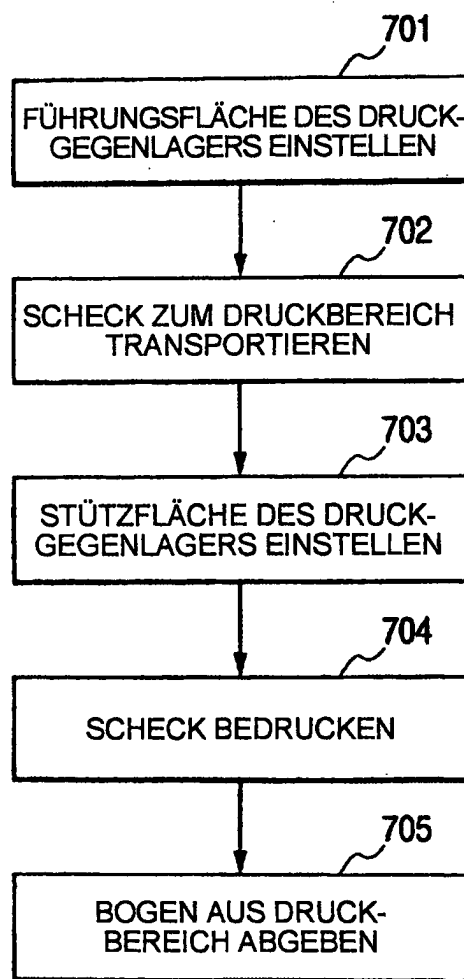 701
FÜHRUNGSFLÄCHE DES DRUCK-
GEGENLAGERS EINSTELLEN
702
SCHECK ZUM DRUCKBEREICH
TRANSPORTIEREN
703
STÜTZFLÄCHE DES DRUCK-
GEGENLAGERS EINSTELLEN
704
SCHECK BEDRUCKEN
705
BOGEN AUS DRUCK-
BEREICH ABGEBEN